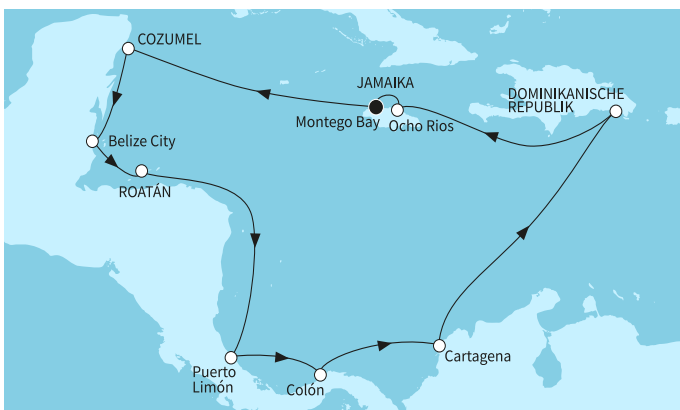 COZUMEL
JAMAIKA
DOMINIKANISCHE
REPUBLIK
Montego Bay
Ocho Rios
Belize City
ROATÁN
Puerto
Limón
Colón
Cartagena